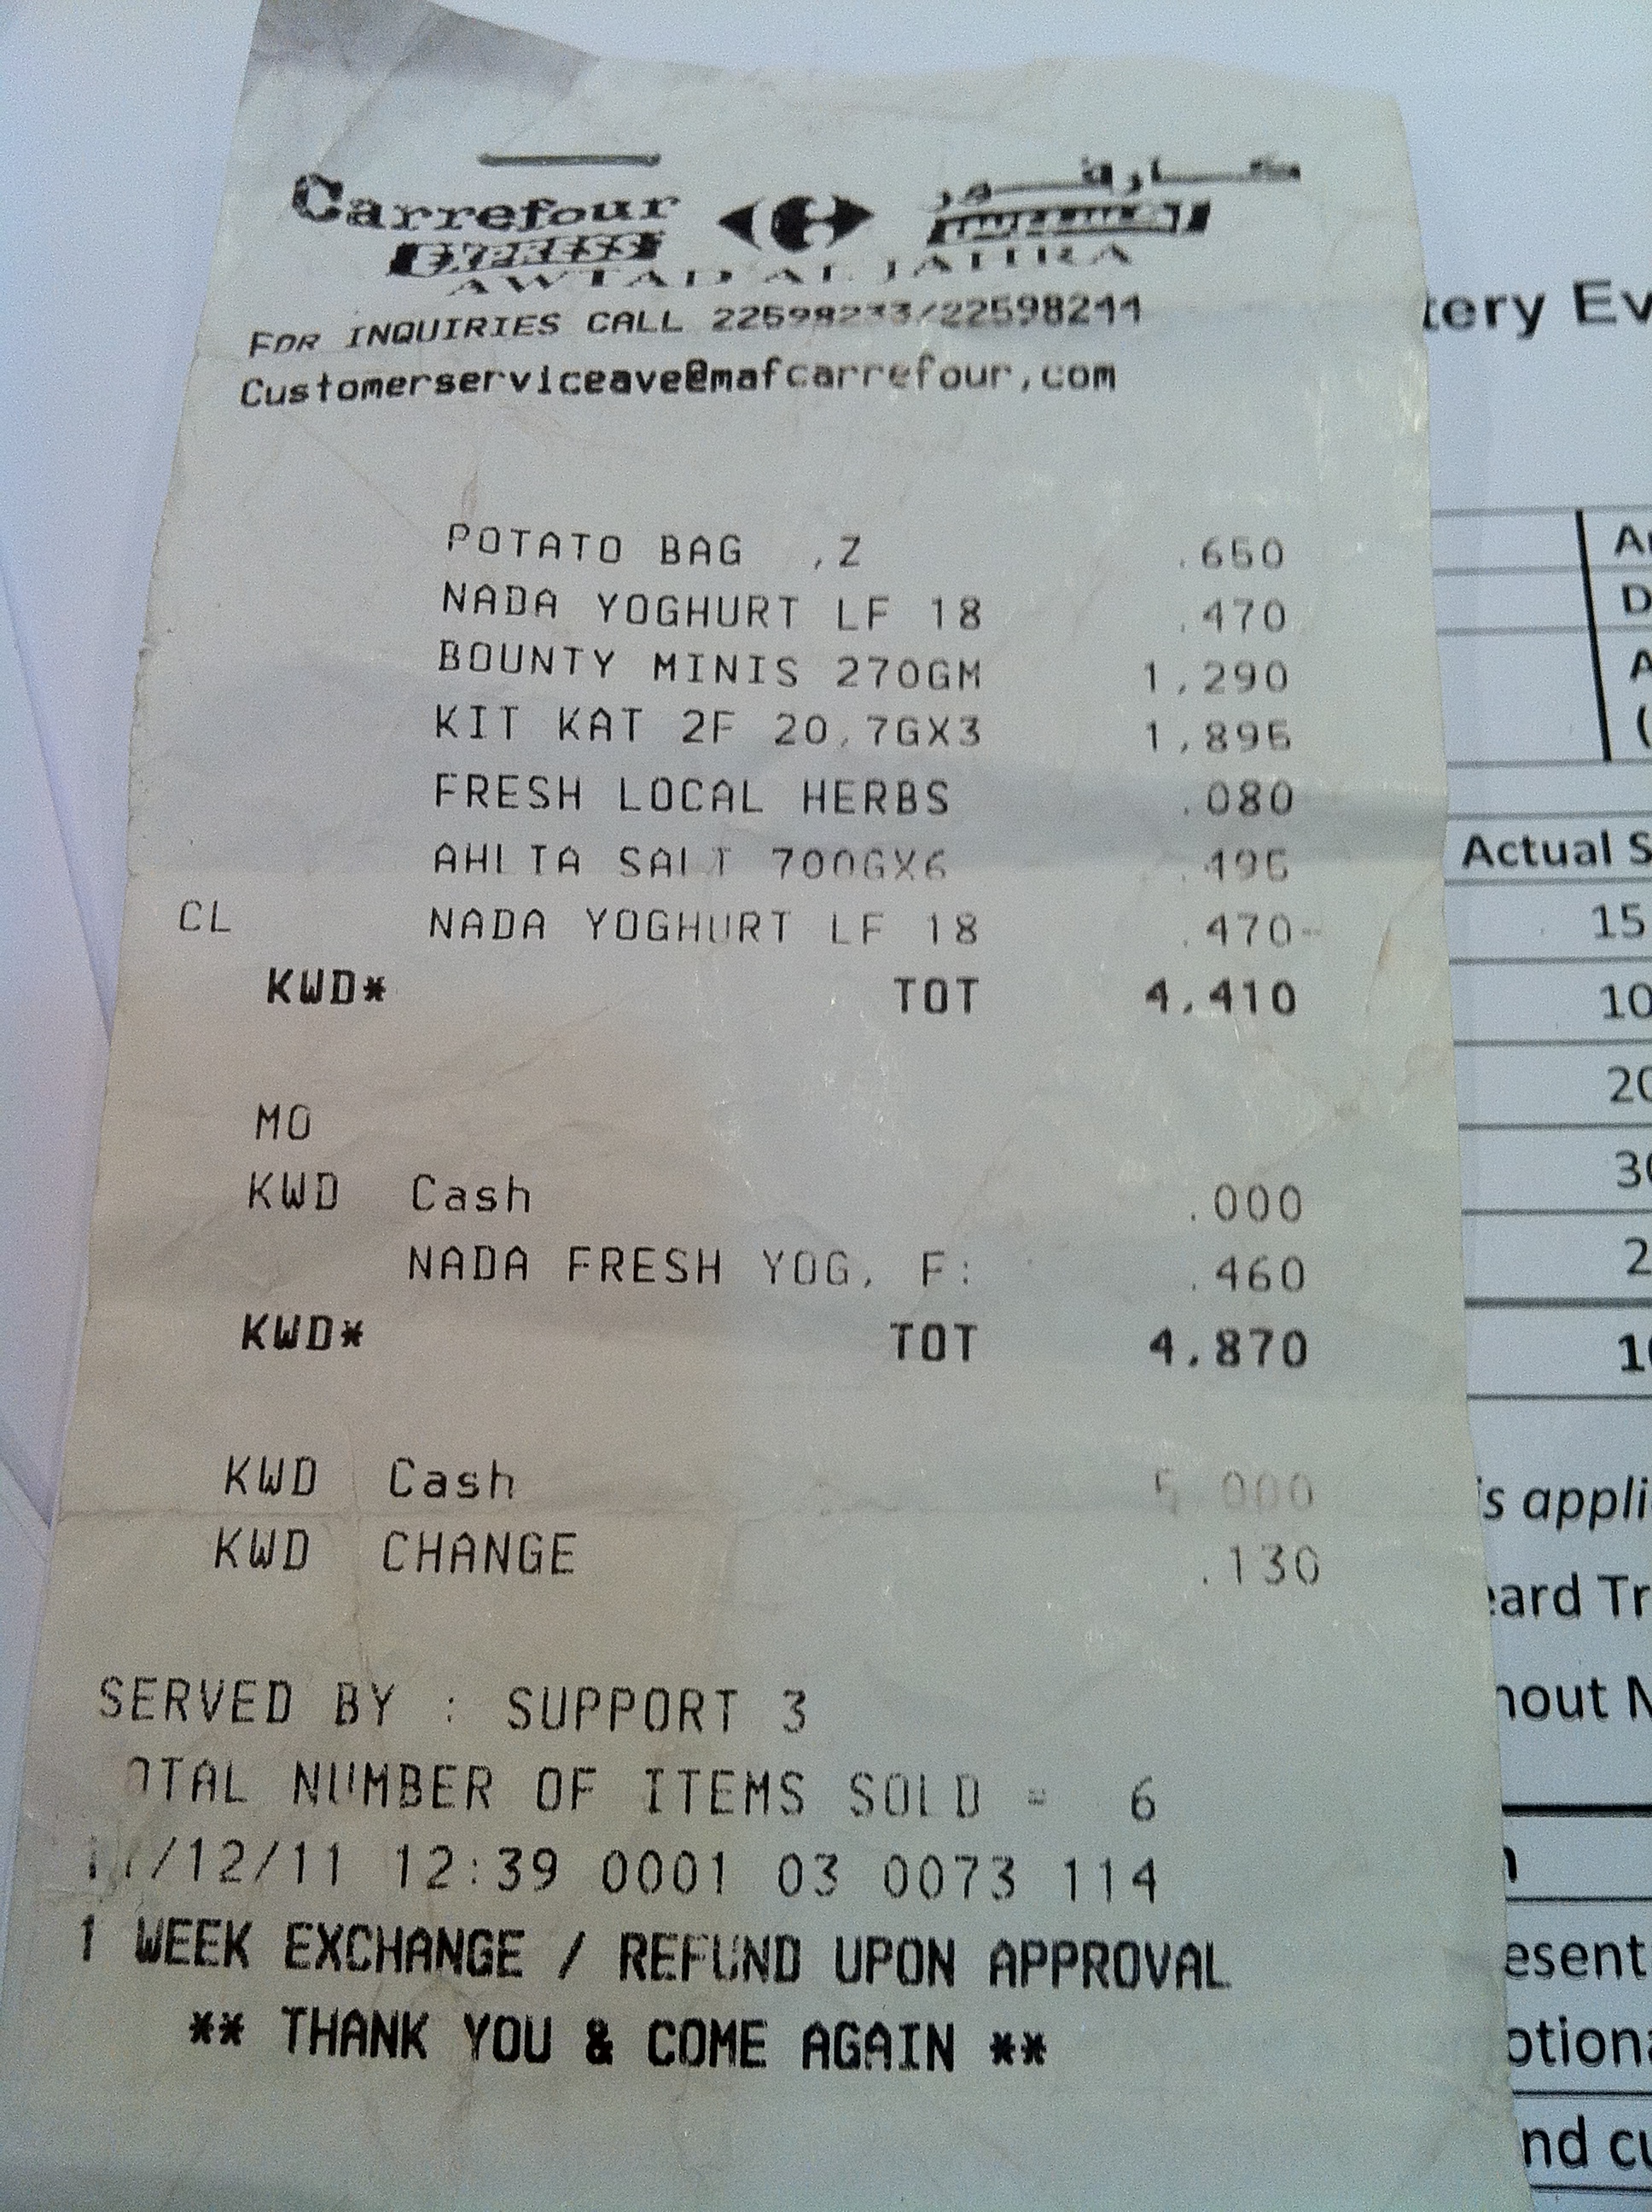 Carrefour كارفور
EXPRESS
AWTAD AL JAHRA
FOR INQUIRIES CALL 22598233/22598244
Customerserviceave@mafcarrefour.com
POTATO BAG ,Z .650
NADA YOGHURT LF 18 .470
BOUNTY MINIS 270GM 1,290
KIT KAT 2F 20.7GX3 1,895
FRESH LOCAL HERBS .080
AHLIA SALT 700GX6 .495
CL NADA YOGHURT LF 18 .470-
KWD* TOT 4,410
MO
KWD Cash .000
NADA FRESH YOG. F: .460
KWD* TOT 4,870
KWD Cash 5.000
KWD CHANGE .130
SERVED BY : SUPPORT 3
OTAL NUMBER OF ITEMS SOLD = 6
/12/11 12:39 0001 03 0073 114
1 WEEK EXCHANGE / REFUND UPON APPROVAL
** THANK YOU & COME AGAIN **
tery Ev
A
D
A
(
Actual S
15
10
20
30
2
1
s appli
eard Tr
hout N
esent
otiona
nd cu